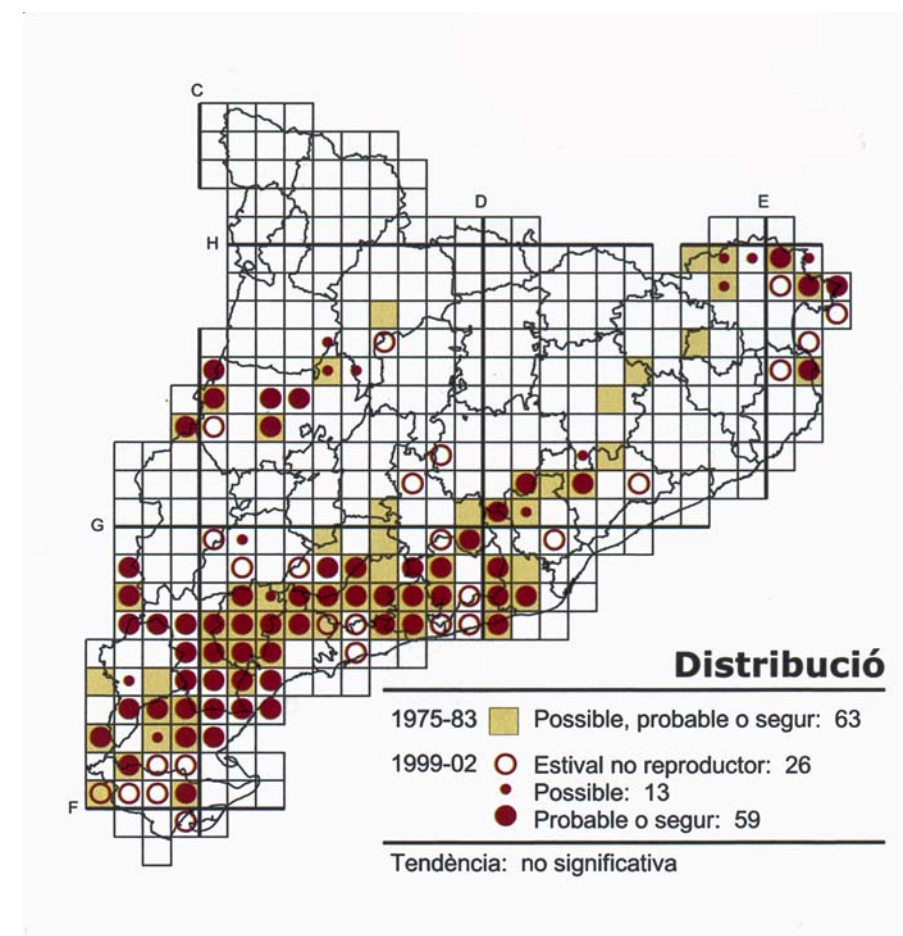 C
D
E
H
G
F
Distribució
1975-83 Possible, probable o segur: 63
1999-02 Estival no reproductor: 26
Possible: 13
Probable o segur: 59
Tendència: no significativa